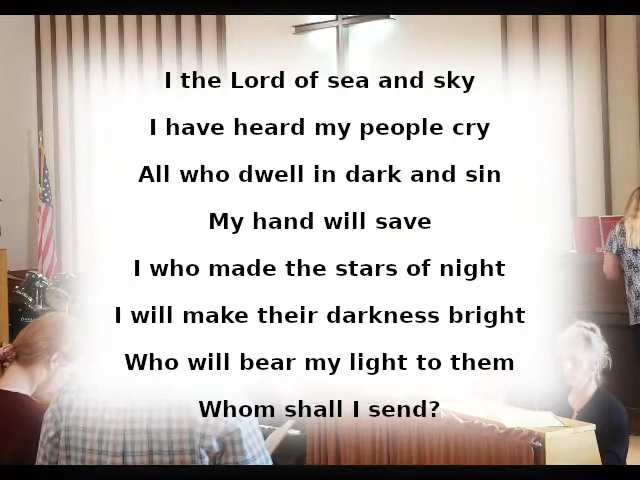 I the Lord of sea and sky
I have heard my people cry
All who dwell in dark and sin
My hand will save
I who made the stars of night
I will make their darkness bright
Who will bear my light to them
Whom shall I send?